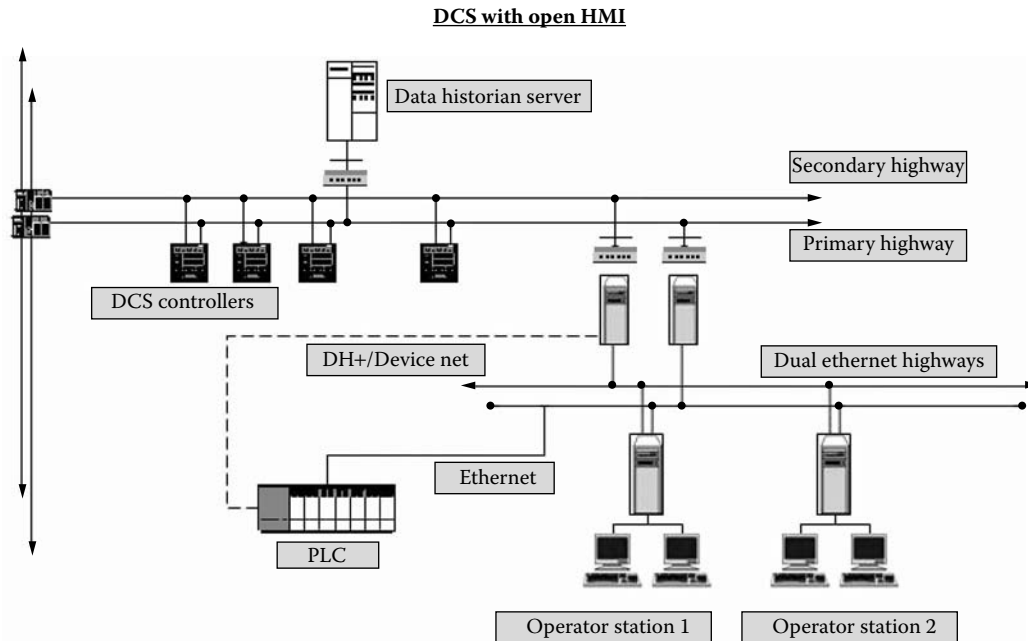 DCS with open HMI
Data historian server
Secondary highway
Primary highway
DCS controllers
DH+/Device net
Dual ethernet highways
Ethernet
PLC
Operator station 1
Operator station 2